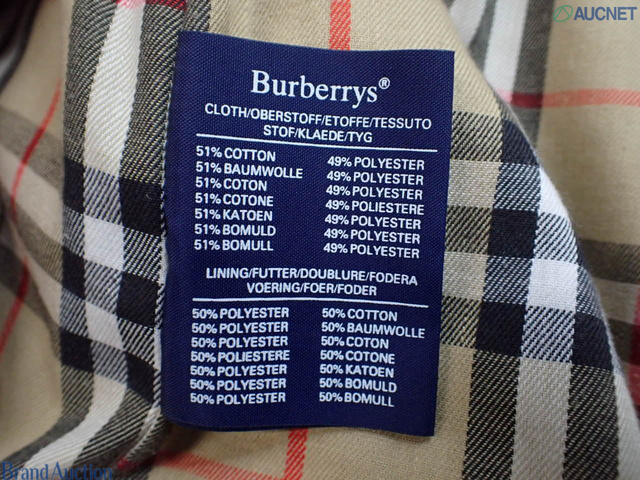 AUCNET
Burberrys®
CLOTH/OBERSTOFF/ETOFFE/TESSUTO
STOF/KLAEDE/TYG
51% COTTON 49% POLYESTER
51% BAUMWOLLE 49% POLYESTER
51% COTON 49% POLYESTER
51% COTONE 49% POLIESTERE
51% KATOEN 49% POLYESTER
51% BOMULD 49% POLYESTER
51% BOMULL 49% POLYESTER
LINING/FUTTER/DOUBLURE/FODERA
VOERING/FOER/FODER
50% POLYESTER 50% COTTON
50% POLYESTER 50% BAUMWOLLE
50% POLYESTER 50% COTON
50% POLIESTERE 50% COTONE
50% POLYESTER 50% KATOEN
50% POLYESTER 50% BOMULD
50% POLYESTER 50% BOMULL
Brand Auction